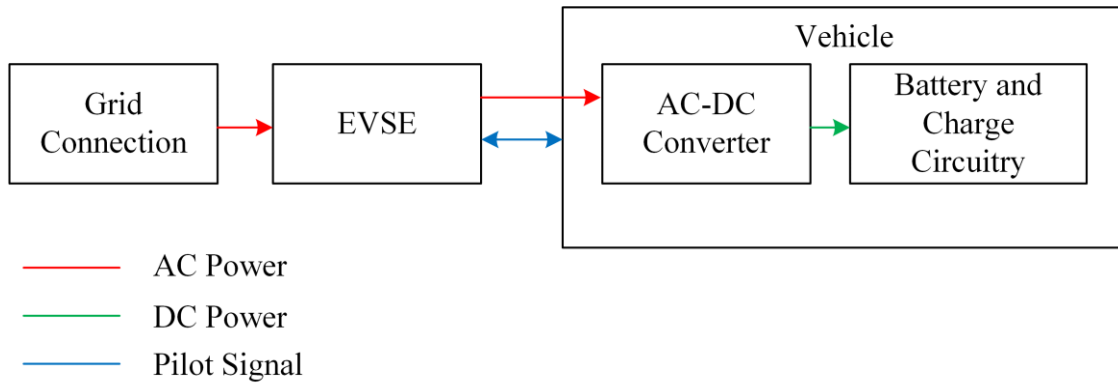 Vehicle
Grid
Connection
EVSE
AC-DC
Converter
Battery and
Charge
Circuitry
AC Power
DC Power
Pilot Signal